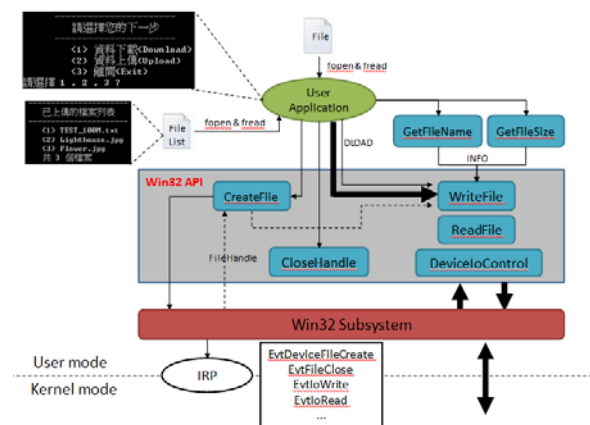 請選擇您的下一步
(1) 資料下載(Download)
(2) 資料上傳(Upload)
(3) 離開(Exit)
請選擇 1 , 2 , 3 ?
File
fopen & fread
User
Application
已上傳的檔案列表
(1) TEST_100M.txt
(2) Lighthouse.jpg
(3) Flower.jpg
共 3 個檔案
File
List
fopen & fread
DLOAD
GetFileName
GetFileSize
INFO
Win32 API
CreateFile
WriteFile
ReadFile
FileHandle
CloseHandle
DeviceIoControl
Win32 Subsystem
User mode
Kernel mode
IRP
EvtDeviceFileCreate
EvtFileClose
EvtIoWrite
EvtIoRead
...